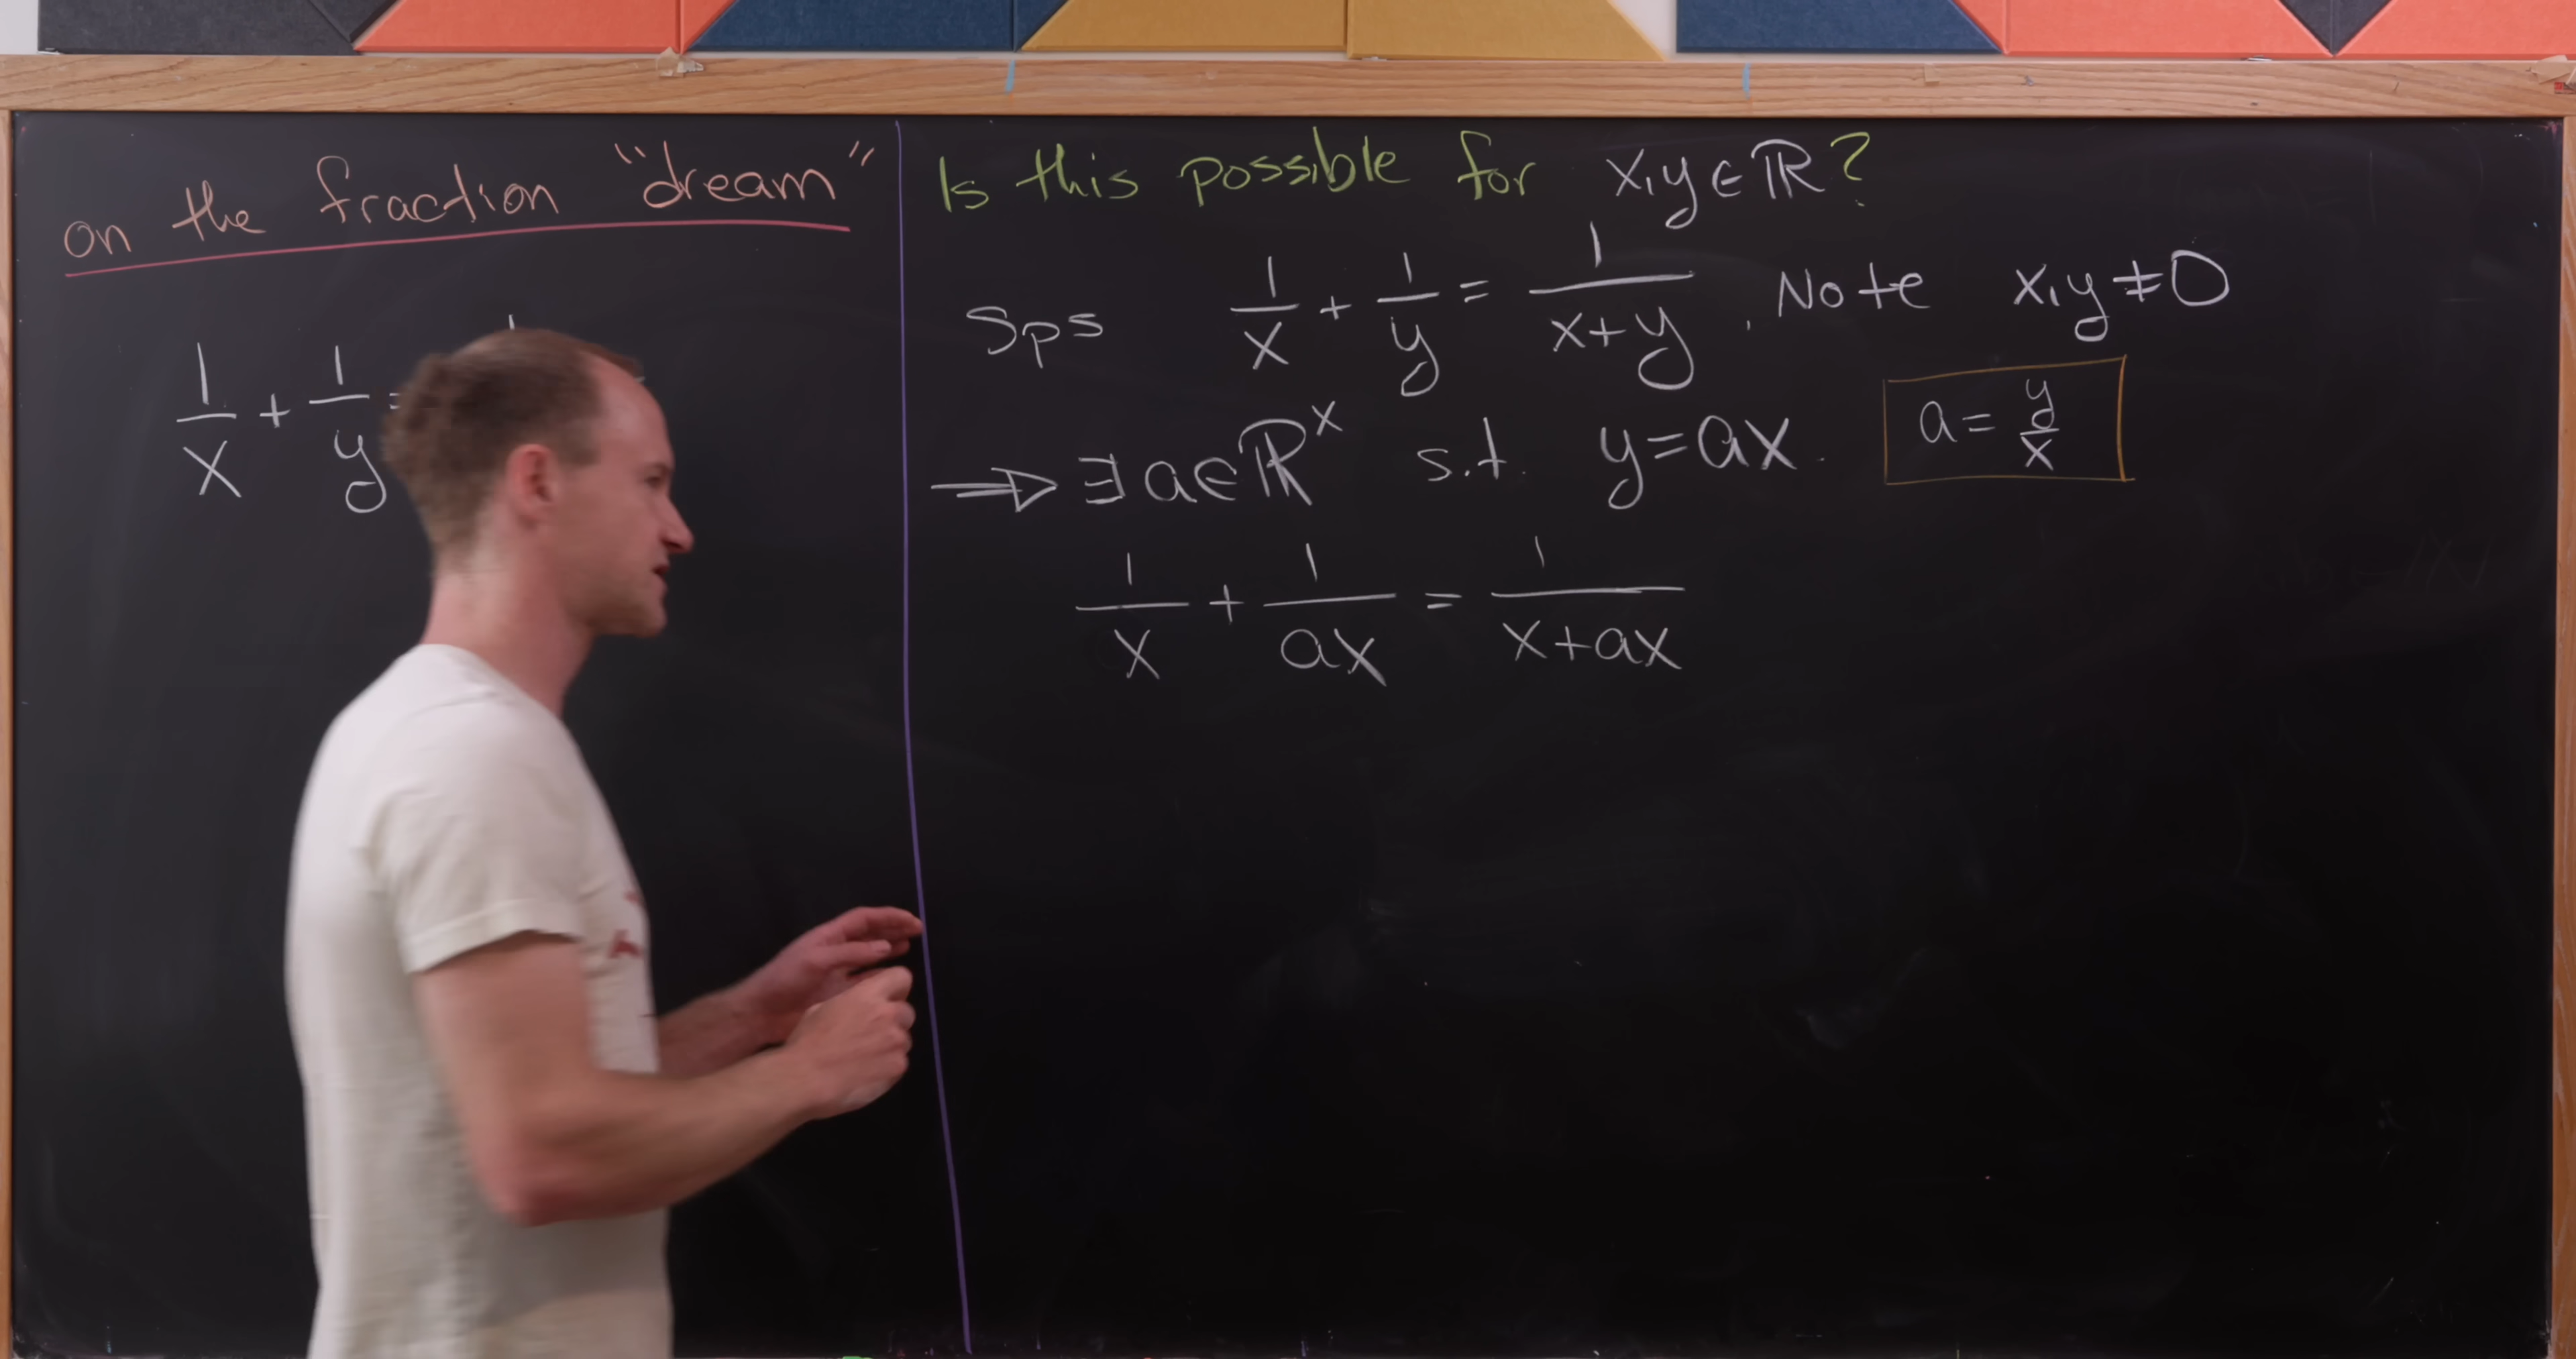 on the fraction "dream"
1/x + 1/y =
Is this possible for x,y∈ℝ?
Sps 1/x + 1/y = 1/(x+y). Note x,y≠0
⇒ ∃ a∈ℝ^× s.t. y=ax. a = y/x
1/x + 1/(ax) = 1/(x+ax)